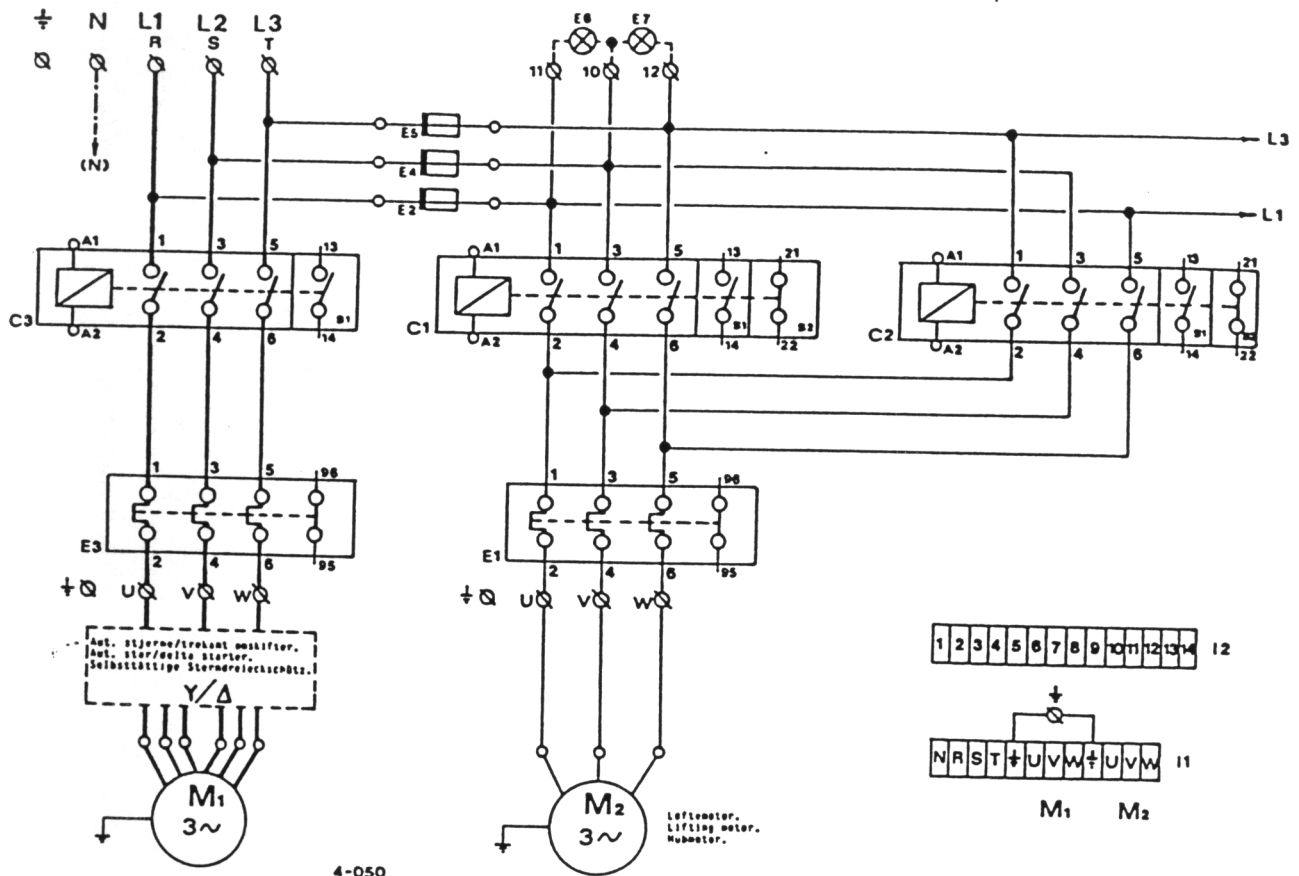 N L1 L2 L3
R S T
E6 E7
11 10 12
E5
L3
(N)
E4
E2
L1
A1 1 3 5 13
A1 1 3 5 13 21
A1 1 3 5 13 21
C3 A2 2 4 6 14 S1
C1 A2 2 4 6 14 S1 22 S2
C2 A2 2 4 6 14 S1 22
1 3 5 96
1 3 5 96
E3 2 4 6 95
E1 2 4 6 95
U V W
U V W
Aut. stjerne/trekant omskifter.
Aut. star/delta starter.
Selbsttättige Sterndreieckschütz.
Y/Δ
1 2 3 4 5 6 7 8 9 10 11 12 13 14 I2
N R S T U V W U V W I1
M1 M2
M1
3~
M2
3~
Løftemotor.
Lifting motor.
Hubmotor.
4-050